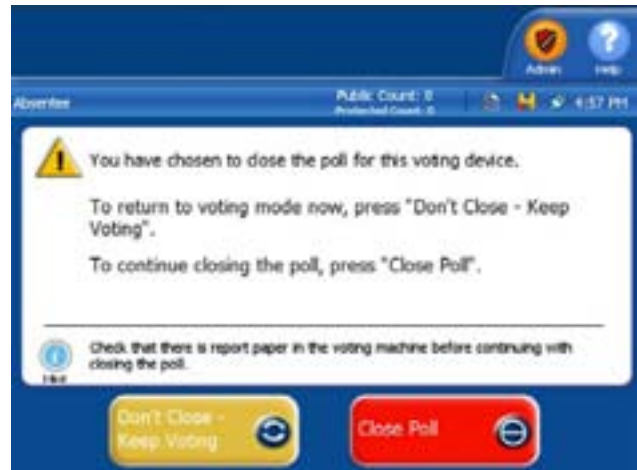 Admin
Help
Absentee
Public Count: 0
Protected Count: 0
4:57 PM
You have chosen to close the poll for this voting device.
To return to voting mode now, press "Don't Close - Keep
Voting".
To continue closing the poll, press "Close Poll".
Check that there is report paper in the voting machine before continuing with
closing the poll.
Hint
Don't Close -
Keep Voting
Close Poll